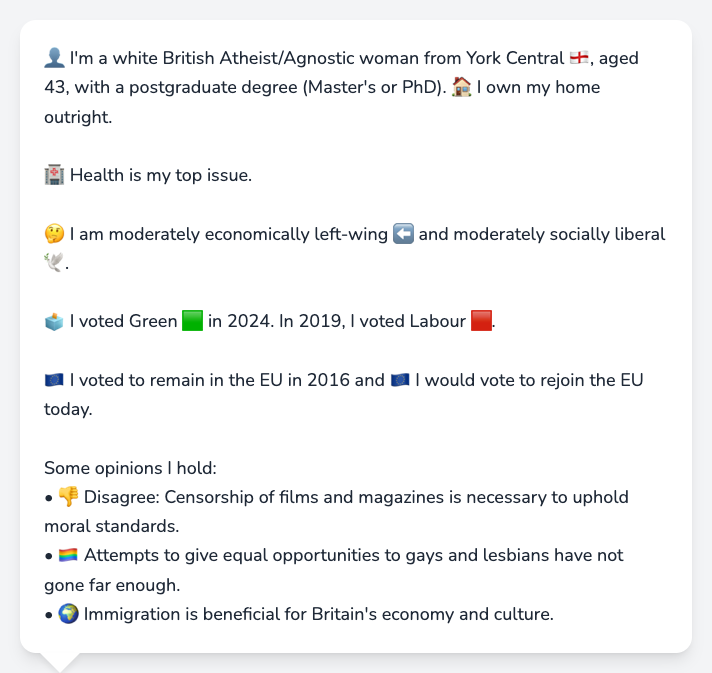 👤 I'm a white British Atheist/Agnostic woman from York Central 🏴󠁧󠁢󠁥󠁮󠁧󠁿, aged
43, with a postgraduate degree (Master's or PhD). 🏠 I own my home
outright.
🏥 Health is my top issue.
🤔 I am moderately economically left-wing ⬅️ and moderately socially liberal
🕊️.
🗳️ I voted Green 🟩 in 2024. In 2019, I voted Labour 🟥.
🇪🇺 I voted to remain in the EU in 2016 and 🇪🇺 I would vote to rejoin the EU
today.
Some opinions I hold:
• 👎 Disagree: Censorship of films and magazines is necessary to uphold
moral standards.
• 🏳️‍🌈 Attempts to give equal opportunities to gays and lesbians have not
gone far enough.
• 🌍 Immigration is beneficial for Britain's economy and culture.